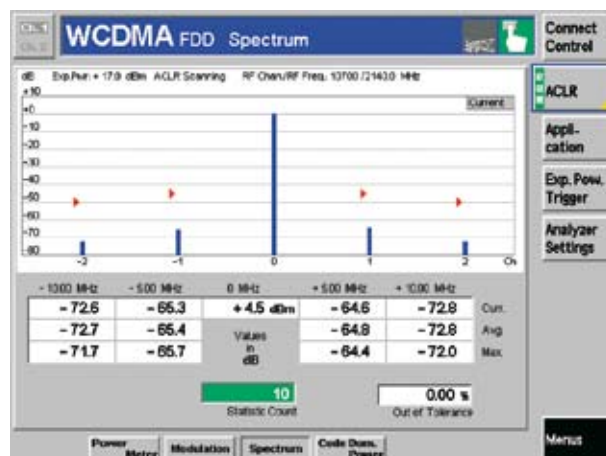 WCDMA FDD Spectrum
Connect Control
dB Exp.Pwr: + 17.0 dBm ACLR Scanning RF Chan./RF Freq. 10700 /2143.0 MHz
+10
+0
Current
-10
-20
-30
-40
-50
-60
-70
-80
-2 -1 0 1 2 Ch
ACLR
Appli-
cation
Exp. Pow.
Trigger
Analyzer
Settings
- 10.00 MHz - 5.00 MHz 0 MHz + 5.00 MHz + 10.00 MHz
- 72.6 - 65.3 + 4.5 dBm - 64.6 - 72.8 Curr.
- 72.7 - 65.4 - 64.8 - 72.8 Avg
- 71.7 - 65.7 - 64.4 - 72.0 Max.
Values
in
dB
10 0.00 %
Statistic Count Out of Tolerance
Power Meter Modulation Spectrum Code Dom. Power Menus